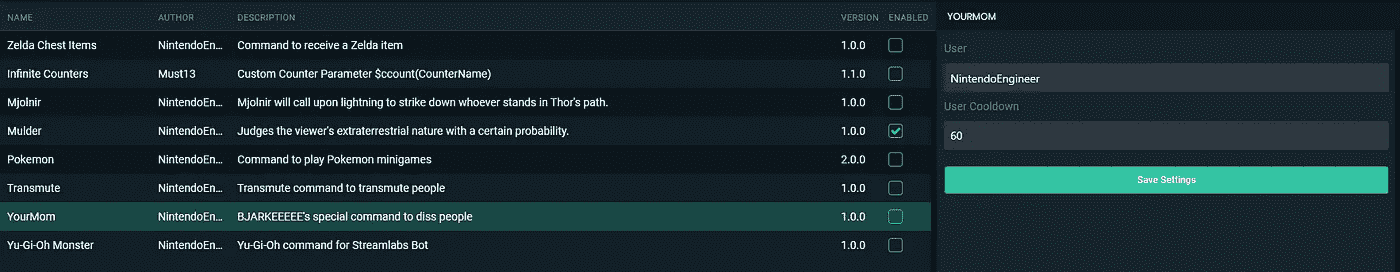 NAME AUTHOR DESCRIPTION VERSION ENABLED
Zelda Chest Items NintendoEn... Command to receive a Zelda item 1.0.0
Infinite Counters Must13 Custom Counter Parameter $ccount(CounterName) 1.1.0
Mjolnir NintendoEn... Mjolnir will call upon lightning to strike down whoever stands in Thor's path. 1.0.0
Mulder NintendoEn... Judges the viewer's extraterrestrial nature with a certain probability. 1.0.0
Pokemon NintendoEn... Command to play Pokemon minigames 2.0.0
Transmute NintendoEn... Transmute command to transmute people 1.0.0
YourMom NintendoEn... BJARKEEEEE's special command to diss people 1.0.0
Yu-Gi-Oh Monster NintendoEn... Yu-Gi-Oh command for Streamlabs Bot 1.0.0
YOURMOM
User
NintendoEngineer
User Cooldown
60
Save Settings